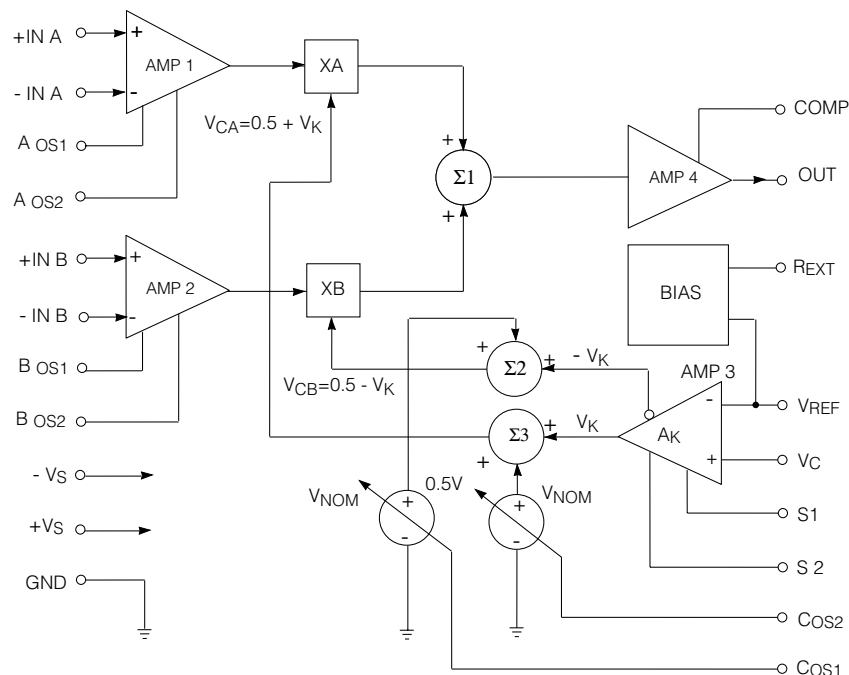 +IN A
- IN A
A OS1
A OS2
+
-
AMP 1
XA
V_CA=0.5 + V_K
+
Σ1
+
AMP 4
COMP
OUT
+IN B
- IN B
B OS1
B OS2
+
-
AMP 2
XB
V_CB=0.5 - V_K
BIAS
R_EXT
+
Σ2
+
- V_K
AMP 3
-
A_K
+
V_REF
V_C
S1
S 2
Σ3
+
+
V_K
- V_S
+V_S
GND
V_NOM
+
-
0.5V
V_NOM
+
-
C_OS2
C_OS1